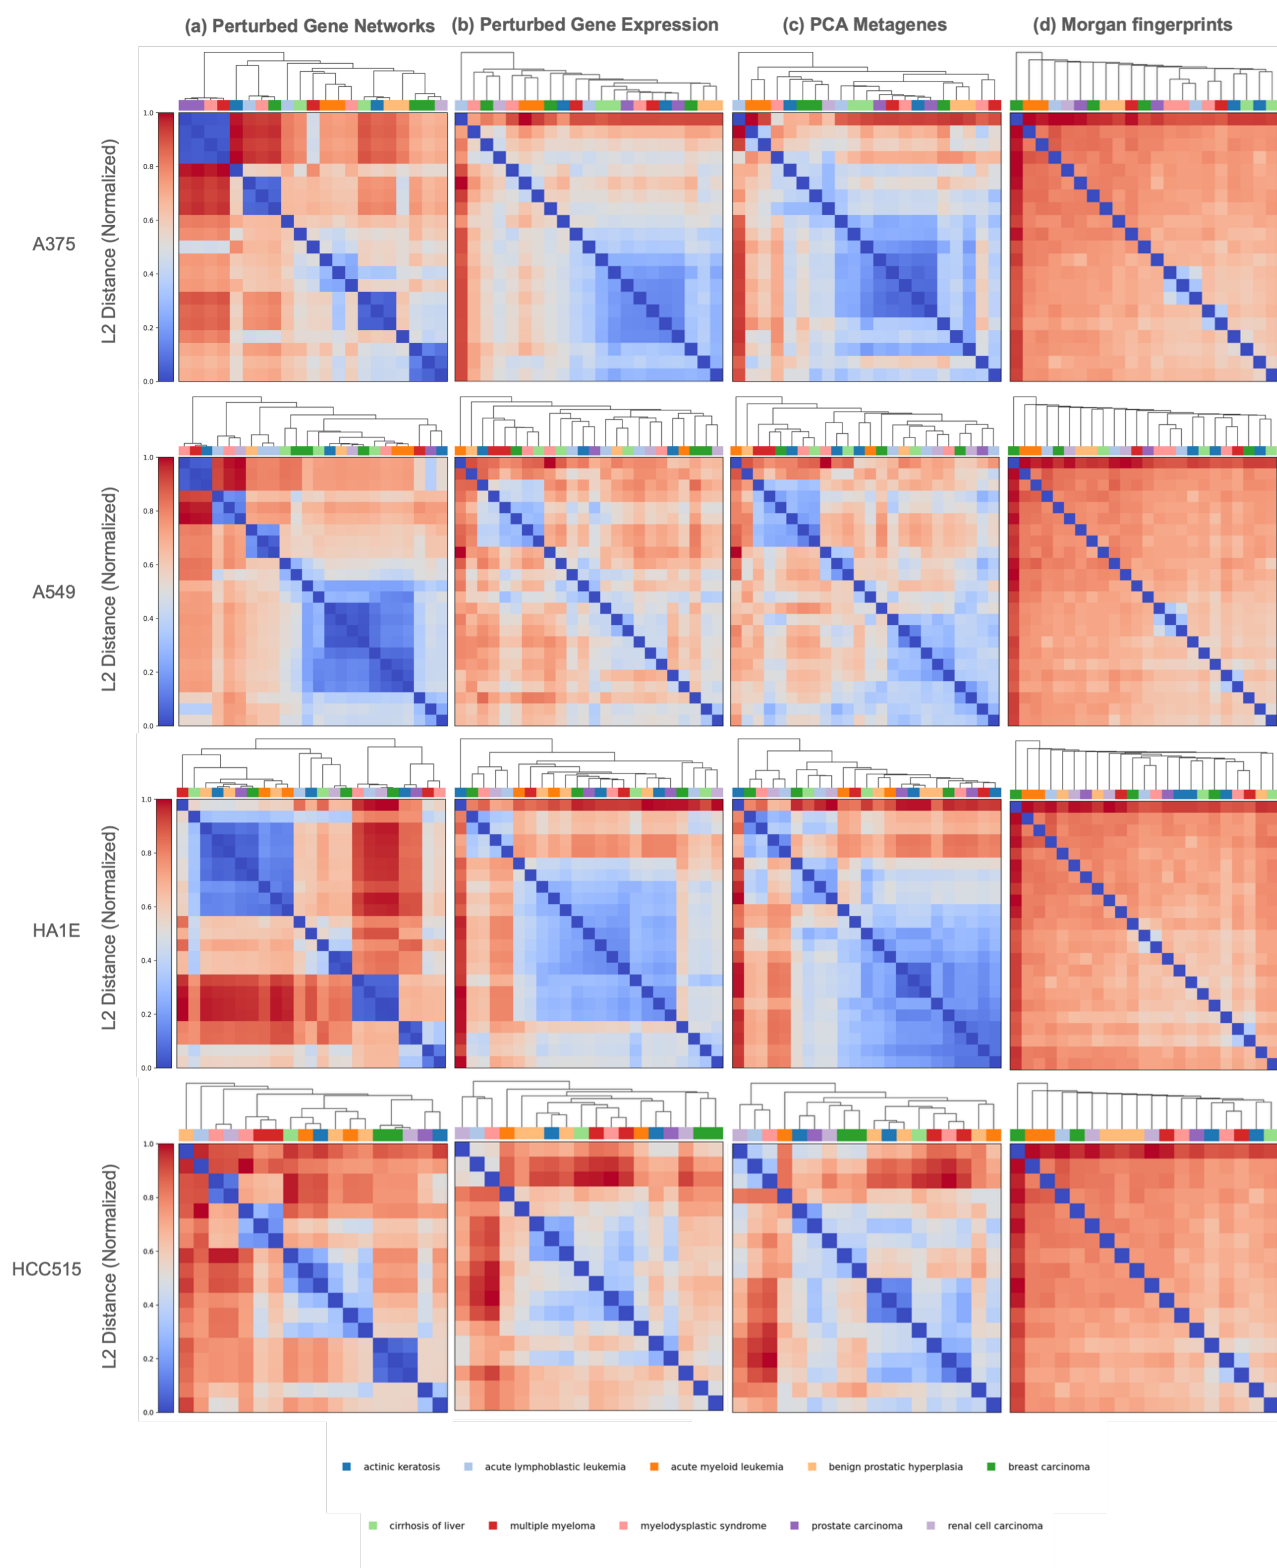 (a) Perturbed Gene Networks (b) Perturbed Gene Expression (c) PCA Metagenes (d) Morgan fingerprints
A375
L2 Distance (Normalized)
1.0
0.8
0.6
0.4
0.2
0.0
A549
L2 Distance (Normalized)
1.0
0.8
0.6
0.4
0.2
0.0
HA1E
L2 Distance (Normalized)
1.0
0.8
0.6
0.4
0.2
0.0
HCC515
L2 Distance (Normalized)
1.0
0.8
0.6
0.4
0.2
0.0
actinic keratosis acute lymphoblastic leukemia acute myeloid leukemia benign prostatic hyperplasia breast carcinoma
cirrhosis of liver multiple myeloma myelodysplastic syndrome prostate carcinoma renal cell carcinoma